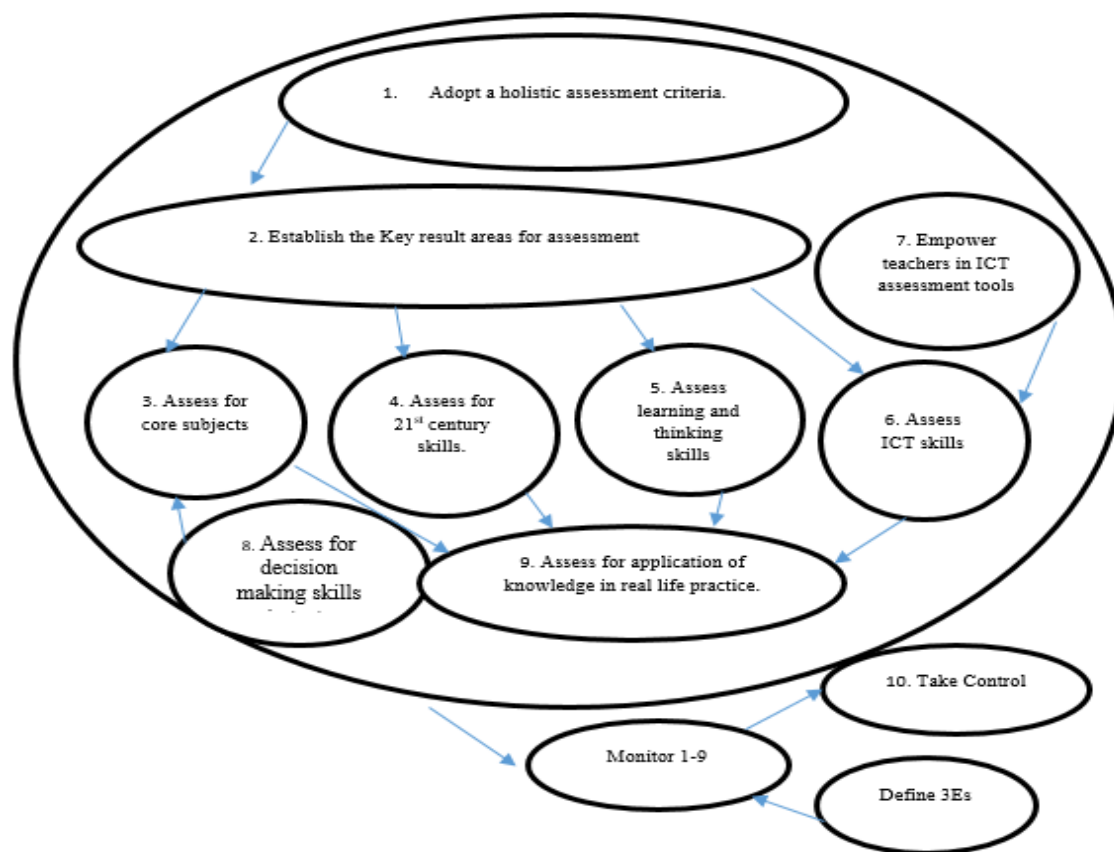 1. Adopt a holistic assessment criteria.
2. Establish the Key result areas for assessment
7. Empower
teachers in ICT
assessment tools
3. Assess for
core subjects
4. Assess for
21st century
skills.
5. Assess
learning and
thinking
skills
6. Assess
ICT skills
8. Assess for
decision
making skills
9. Assess for application of
knowledge in real life practice.
10. Take Control
Monitor 1-9
Define 3Es